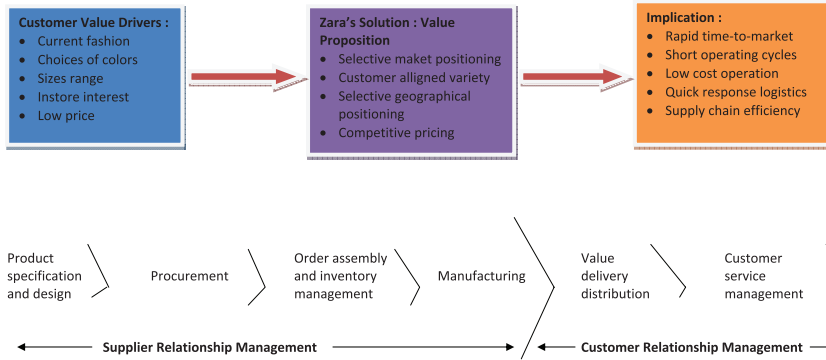 Customer Value Drivers :
• Current fashion
• Choices of colors
• Sizes range
• Instore interest
• Low price
Zara's Solution : Value
Proposition
• Selective maket positioning
• Customer alligned variety
• Selective geographical
positioning
• Competitive pricing
Implication :
• Rapid time-to-market
• Short operating cycles
• Low cost operation
• Quick response logistics
• Supply chain efficiency
Product
specification
and design
Procurement
Order assembly
and inventory
management
Manufacturing
Value
delivery
distribution
Customer
service
management
Supplier Relationship Management
Customer Relationship Management